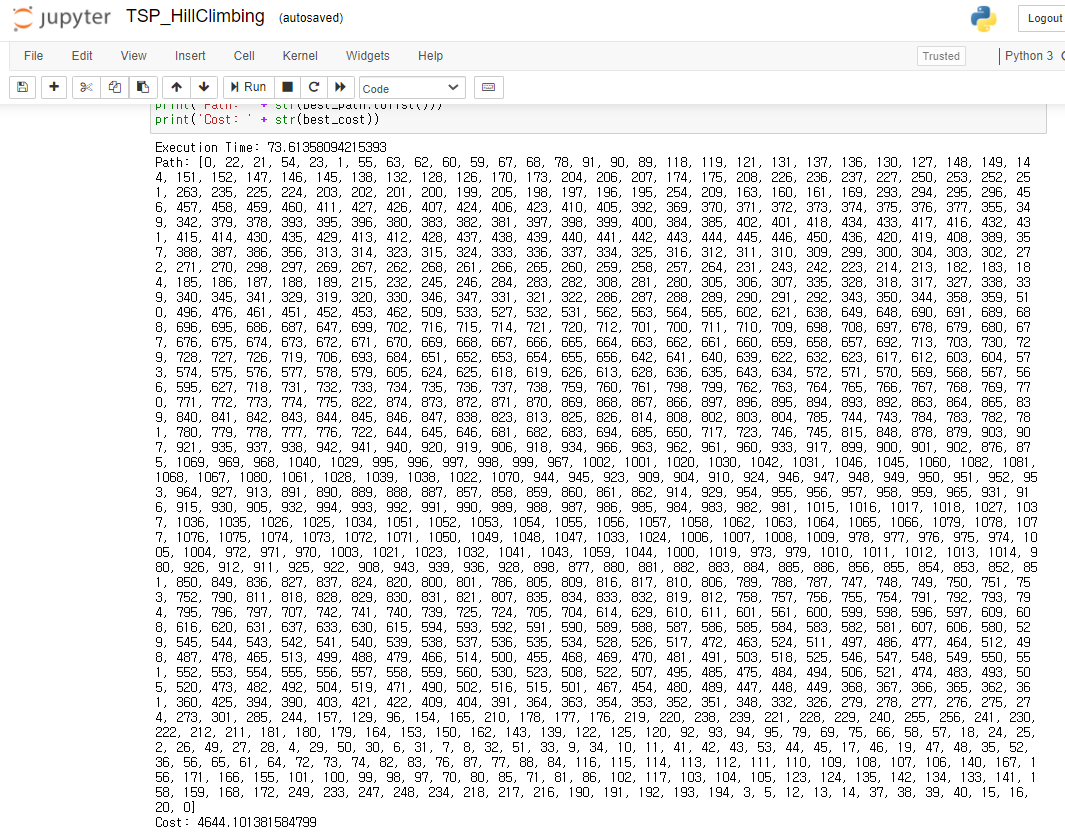 jupyter TSP_HillClimbing (autosaved)
Logout
File Edit View Insert Cell Kernel Widgets Help
Trusted Python 3
Run Code
print('Path: ' + str(best_path.tolist()))
print('Cost: ' + str(best_cost))
Execution Time: 73.61358094215393
Path: [0, 22, 21, 54, 23, 1, 55, 63, 62, 60, 59, 67, 68, 78, 91, 90, 89, 118, 119, 121, 131, 137, 136, 130, 127, 148, 149, 14
4, 151, 152, 147, 146, 145, 138, 132, 128, 126, 170, 173, 204, 206, 207, 174, 175, 208, 226, 236, 237, 227, 250, 253, 252, 25
1, 263, 235, 225, 224, 203, 202, 201, 200, 199, 205, 198, 197, 196, 195, 254, 209, 163, 160, 161, 169, 293, 294, 295, 296, 45
6, 457, 458, 459, 460, 411, 427, 426, 407, 424, 406, 423, 410, 405, 392, 369, 370, 371, 372, 373, 374, 375, 376, 377, 355, 34
9, 342, 379, 378, 393, 395, 396, 380, 383, 382, 381, 397, 398, 399, 400, 384, 385, 402, 401, 418, 434, 433, 417, 416, 432, 43
1, 415, 414, 430, 435, 429, 413, 412, 428, 437, 438, 439, 440, 441, 442, 443, 444, 445, 446, 450, 436, 420, 419, 408, 389, 35
7, 388, 387, 386, 356, 313, 314, 323, 315, 324, 333, 336, 337, 334, 325, 316, 312, 311, 310, 309, 299, 300, 304, 303, 302, 27
2, 271, 270, 298, 297, 269, 267, 262, 268, 261, 266, 265, 260, 259, 258, 257, 264, 231, 243, 242, 223, 214, 213, 182, 183, 18
4, 185, 186, 187, 188, 189, 215, 232, 245, 246, 284, 283, 282, 308, 281, 280, 305, 306, 307, 335, 328, 318, 317, 327, 338, 33
9, 340, 345, 341, 329, 319, 320, 330, 346, 347, 331, 321, 322, 286, 287, 288, 289, 290, 291, 292, 343, 350, 344, 358, 359, 51
0, 496, 476, 461, 451, 452, 453, 462, 509, 533, 527, 532, 531, 562, 563, 564, 565, 602, 621, 638, 649, 648, 690, 691, 689, 68
8, 696, 695, 686, 687, 647, 699, 702, 716, 715, 714, 721, 720, 712, 701, 700, 711, 710, 709, 698, 708, 697, 678, 679, 680, 67
7, 676, 675, 674, 673, 672, 671, 670, 669, 668, 667, 666, 665, 664, 663, 662, 661, 660, 659, 658, 657, 692, 713, 703, 730, 72
9, 728, 727, 726, 719, 706, 693, 684, 651, 652, 653, 654, 655, 656, 642, 641, 640, 639, 622, 632, 623, 617, 612, 603, 604, 57
3, 574, 575, 576, 577, 578, 579, 605, 624, 625, 618, 619, 626, 613, 628, 636, 635, 643, 634, 572, 571, 570, 569, 568, 567, 56
6, 595, 627, 718, 731, 732, 733, 734, 735, 736, 737, 738, 759, 760, 761, 798, 799, 762, 763, 764, 765, 766, 767, 768, 769, 77
0, 771, 772, 773, 774, 775, 822, 874, 873, 872, 871, 870, 869, 868, 867, 866, 897, 896, 895, 894, 893, 892, 863, 864, 865, 83
9, 840, 841, 842, 843, 844, 845, 846, 847, 838, 823, 813, 825, 826, 814, 808, 802, 803, 804, 785, 744, 743, 784, 783, 782, 78
1, 780, 779, 778, 777, 776, 722, 644, 645, 646, 681, 682, 683, 694, 685, 650, 717, 723, 746, 745, 815, 848, 878, 879, 903, 90
7, 921, 935, 937, 938, 942, 941, 940, 920, 919, 906, 918, 934, 966, 963, 962, 961, 960, 933, 917, 899, 900, 901, 902, 876, 87
5, 1069, 969, 968, 1040, 1029, 995, 996, 997, 998, 999, 967, 1002, 1001, 1020, 1030, 1042, 1031, 1046, 1045, 1060, 1082, 1081,
1068, 1067, 1080, 1061, 1028, 1039, 1038, 1022, 1070, 944, 945, 923, 909, 904, 910, 924, 946, 947, 948, 949, 950, 951, 952, 95
3, 964, 927, 913, 891, 890, 889, 888, 887, 857, 858, 859, 860, 861, 862, 914, 929, 954, 955, 956, 957, 958, 959, 965, 931, 91
6, 915, 930, 905, 932, 994, 993, 992, 991, 990, 989, 988, 987, 986, 985, 984, 983, 982, 981, 1015, 1016, 1017, 1018, 1027, 103
7, 1036, 1035, 1026, 1025, 1034, 1051, 1052, 1053, 1054, 1055, 1056, 1057, 1058, 1062, 1063, 1064, 1065, 1066, 1079, 1078, 107
7, 1076, 1075, 1074, 1073, 1072, 1071, 1050, 1049, 1048, 1047, 1033, 1024, 1006, 1007, 1008, 1009, 978, 977, 976, 975, 974, 10
05, 1004, 972, 971, 970, 1003, 1021, 1023, 1032, 1041, 1043, 1059, 1044, 1000, 1019, 973, 979, 1010, 1011, 1012, 1013, 1014, 9
80, 926, 912, 911, 925, 922, 908, 943, 939, 936, 928, 898, 877, 880, 881, 882, 883, 884, 885, 886, 856, 855, 854, 853, 852, 85
1, 850, 849, 836, 827, 837, 824, 820, 800, 801, 786, 805, 809, 816, 817, 810, 806, 789, 788, 787, 747, 748, 749, 750, 751, 75
3, 752, 790, 811, 818, 828, 829, 830, 831, 821, 807, 835, 834, 833, 832, 819, 812, 758, 757, 756, 755, 754, 791, 792, 793, 79
4, 795, 796, 797, 707, 742, 741, 740, 739, 725, 724, 705, 704, 614, 629, 610, 611, 601, 561, 600, 599, 598, 596, 597, 609, 60
8, 616, 620, 631, 637, 633, 630, 615, 594, 593, 592, 591, 590, 589, 588, 587, 586, 585, 584, 583, 582, 581, 607, 606, 580, 52
9, 545, 544, 543, 542, 541, 540, 539, 538, 537, 536, 535, 534, 528, 526, 517, 472, 463, 524, 511, 497, 486, 477, 464, 512, 49
8, 487, 478, 465, 513, 499, 488, 479, 466, 514, 500, 455, 468, 469, 470, 481, 491, 503, 518, 525, 546, 547, 548, 549, 550, 55
1, 552, 553, 554, 555, 556, 557, 558, 559, 560, 530, 523, 508, 522, 507, 495, 485, 475, 484, 494, 506, 521, 474, 483, 493, 50
5, 520, 473, 482, 492, 504, 519, 471, 490, 502, 516, 515, 501, 467, 454, 480, 489, 447, 448, 449, 368, 367, 366, 365, 362, 36
1, 360, 425, 394, 390, 403, 421, 422, 409, 404, 391, 364, 363, 354, 353, 352, 351, 348, 332, 326, 279, 278, 277, 276, 275, 27
4, 273, 301, 285, 244, 157, 129, 96, 154, 165, 210, 178, 177, 176, 219, 220, 238, 239, 221, 228, 229, 240, 255, 256, 241, 230,
222, 212, 211, 181, 180, 179, 164, 153, 150, 162, 143, 139, 122, 125, 120, 92, 93, 94, 95, 79, 69, 75, 66, 58, 57, 18, 24, 25,
2, 26, 49, 27, 28, 4, 29, 50, 30, 6, 31, 7, 8, 32, 51, 33, 9, 34, 10, 11, 41, 42, 43, 53, 44, 45, 17, 46, 19, 47, 48, 35, 52,
36, 56, 65, 61, 64, 72, 73, 74, 82, 83, 76, 87, 77, 88, 84, 116, 115, 114, 113, 112, 111, 110, 109, 108, 107, 106, 140, 167, 1
56, 171, 166, 155, 101, 100, 99, 98, 97, 70, 80, 85, 71, 81, 86, 102, 117, 103, 104, 105, 123, 124, 135, 142, 134, 133, 141, 1
58, 159, 168, 172, 249, 233, 247, 248, 234, 218, 217, 216, 190, 191, 192, 193, 194, 3, 5, 12, 13, 14, 37, 38, 39, 40, 15, 16,
20, 0]
Cost: 4644.101381584799